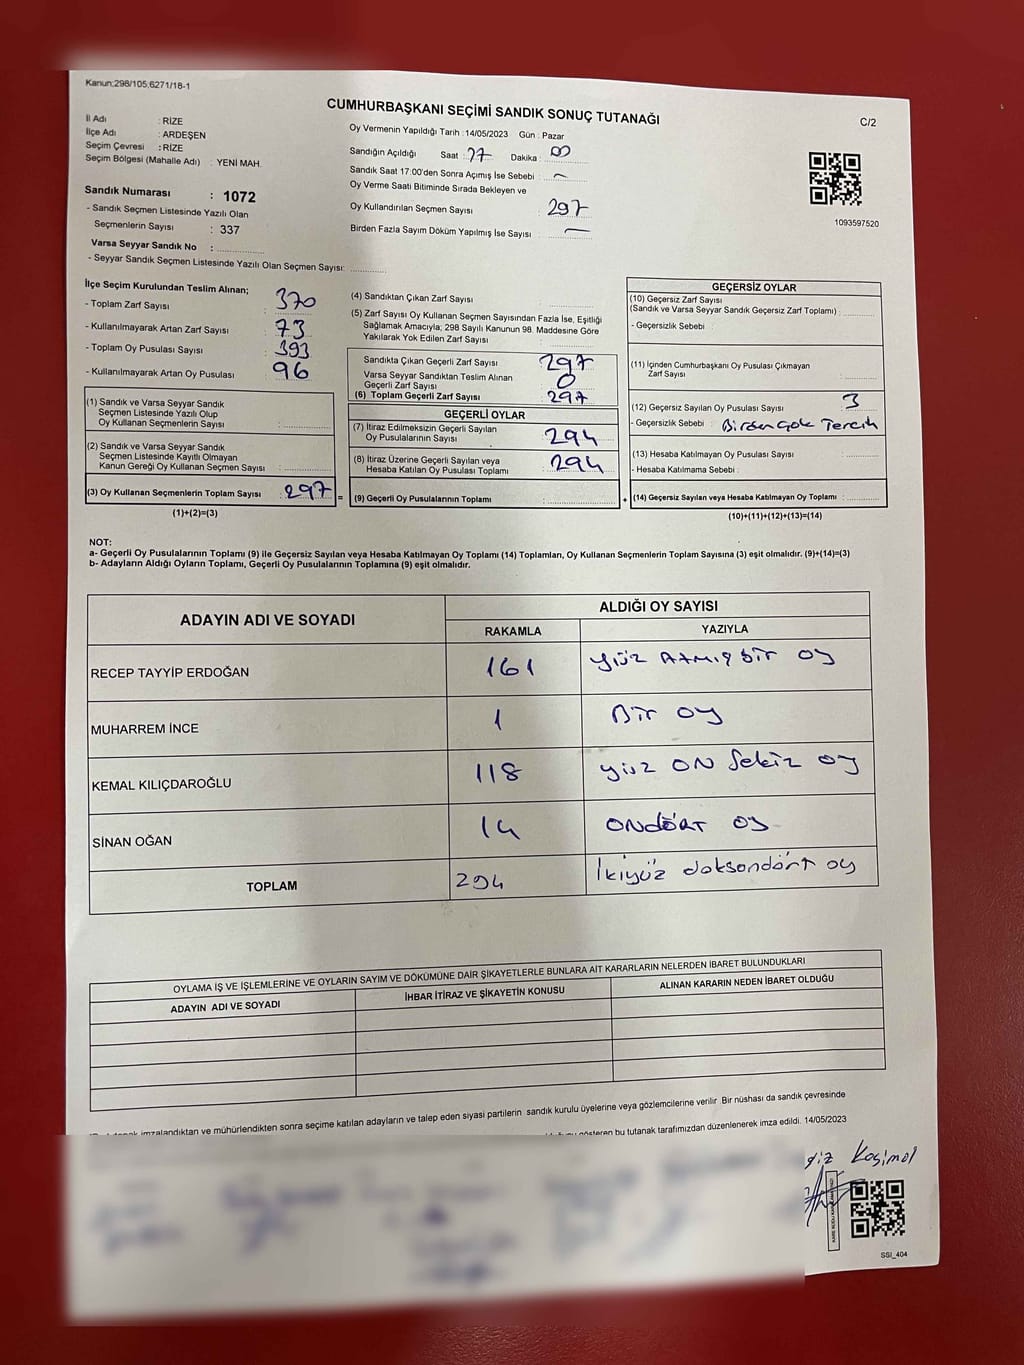 Kanun;298/105;6271/18-1
CUMHURBAŞKANI SEÇİMİ SANDIK SONUÇ TUTANAĞI
C/2
İl Adı : RİZE
İlçe Adı : ARDEŞEN
Seçim Çevresi : RİZE
Seçim Bölgesi (Mahalle Adı) : YENİ MAH.
Oy Vermenin Yapıldığı Tarih : 14/05/2023 Gün : Pazar
Sandığın Açıldığı Saat : 17 Dakika : 00
Sandık Saat 17:00'den Sonra Açımış İse Sebebi : –
Oy Verme Saati Bitiminde Sırada Bekleyen ve
Oy Kullandırılan Seçmen Sayısı : 297
Birden Fazla Sayım Döküm Yapılmış İse Sayısı : –
1093597520
Sandık Numarası : 1072
- Sandık Seçmen Listesinde Yazılı Olan
Seçmenlerin Sayısı : 337
Varsa Seyyar Sandık No :
- Seyyar Sandık Seçmen Listesinde Yazılı Olan Seçmen Sayısı:
İlçe Seçim Kurulundan Teslim Alınan;
- Toplam Zarf Sayısı : 370
- Kullanılmayarak Artan Zarf Sayısı : 73
- Toplam Oy Pusulası Sayısı : 393
- Kullanılmayarak Artan Oy Pusulası : 96
(1) Sandık ve Varsa Seyyar Sandık
Seçmen Listesinde Yazılı Olup
Oy Kullanan Seçmenlerin Sayısı :
(2) Sandık ve Varsa Seyyar Sandık
Seçmen Listesinde Kayıtlı Olmayan
Kanun Gereği Oy Kullanan Seçmen Sayısı :
(3) Oy Kullanan Seçmenlerin Toplam Sayısı : 297 =
(1)+(2)=(3)
(4) Sandıktan Çıkan Zarf Sayısı :
(5) Zarf Sayısı Oy Kullanan Seçmen Sayısından Fazla İse, Eşitliği
Sağlamak Amacıyla; 298 Sayılı Kanunun 98. Maddesine Göre
Yakılarak Yok Edilen Zarf Sayısı :
Sandıkta Çıkan Geçerli Zarf Sayısı : 297
Varsa Seyyar Sandıktan Teslim Alınan
Geçerli Zarf Sayısı : 0
(6) Toplam Geçerli Zarf Sayısı : 297
GEÇERLİ OYLAR
(7) İtiraz Edilmeksizin Geçerli Sayılan
Oy Pusulalarının Sayısı : 294
(8) İtiraz Üzerine Geçerli Sayılan veya
Hesaba Katılan Oy Pusulası Toplamı : 294
(9) Geçerli Oy Pusulalarının Toplamı : +
GEÇERSİZ OYLAR
(10) Geçersiz Zarf Sayısı
(Sandık ve Varsa Seyyar Sandık Geçersiz Zarf Toplamı) :
- Geçersizlik Sebebi
(11) İçinden Cumhurbaşkanı Oy Pusulası Çıkmayan
Zarf Sayısı :
(12) Geçersiz Sayılan Oy Pusulası Sayısı : 3
- Geçersizlik Sebebi : Birden Çok Tercih
(13) Hesaba Katılmayan Oy Pusulası Sayısı :
- Hesaba Katılmama Sebebi :
(14) Geçersiz Sayılan veya Hesaba Katılmayan Oy Toplamı :
(10)+(11)+(12)+(13)=(14)
NOT:
a- Geçerli Oy Pusulalarının Toplamı (9) ile Geçersiz Sayılan veya Hesaba Katılmayan Oy Toplamı (14) Toplamları, Oy Kullanan Seçmenlerin Toplam Sayısına (3) eşit olmalıdır. (9)+(14)=(3)
b- Adayların Aldığı Oyların Toplamı, Geçerli Oy Pusulalarının Toplamına (9) eşit olmalıdır.
ADAYIN ADI VE SOYADI
ALDIĞI OY SAYISI
RAKAMLA YAZIYLA
RECEP TAYYİP ERDOĞAN 161 Yüz Atmış bir oy
MUHARREM İNCE 1 Bir oy
KEMAL KILIÇDAROĞLU 118 yüz ON Sekiz oy
SİNAN OĞAN 14 ONdöRT oy
TOPLAM 294 İkiyüz doksandört oy
OYLAMA İŞ VE İŞLEMLERİNE VE OYLARIN SAYIM VE DÖKÜMÜNE DAİR ŞİKAYETLERLE BUNLARA AİT KARARLARIN NELERDEN İBARET BULUNDUKLARI
ADAYIN ADI VE SOYADI İHBAR İTİRAZ VE ŞİKAYETİN KONUSU ALINAN KARARIN NEDEN İBARET OLDUĞU
imzalandıktan ve mühürlendikten sonra seçime katılan adayların ve talep eden siyasi partilerin sandık kurulu üyelerine veya gözlemcilerine verilir Bir nüshası da sandık çevresinde
gösteren bu tutanak tarafımızdan düzenlenerek imza edildi. 14/05/2023
SSI_404